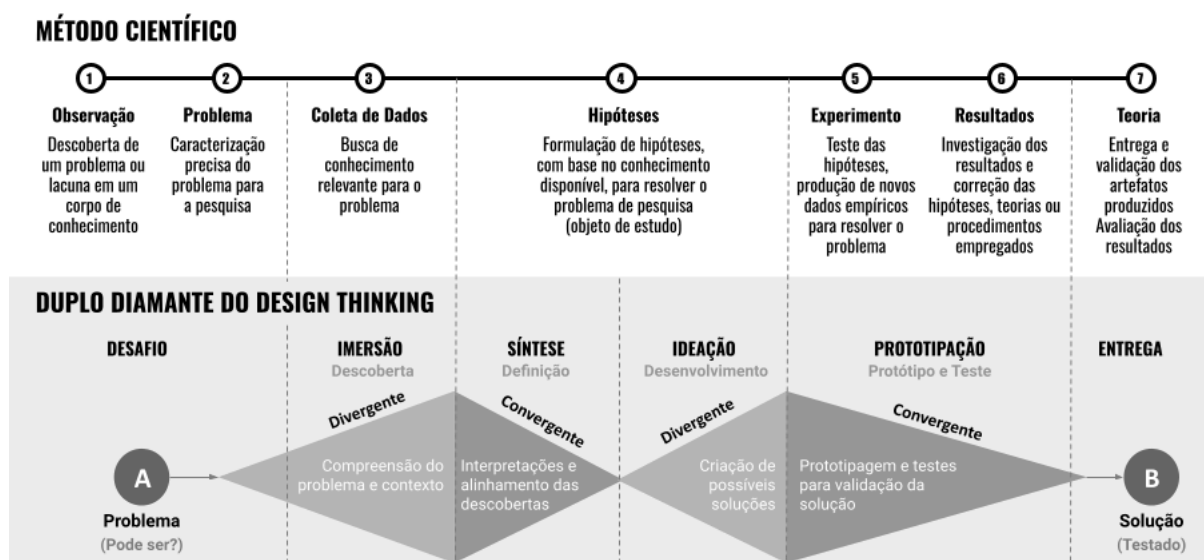 MÉTODO CIENTÍFICO
1
Observação
Descoberta de
um problema ou
lacuna em um
corpo de
conhecimento
2
Problema
Caracterização
precisa do
problema para
a pesquisa
3
Coleta de Dados
Busca de
conhecimento
relevante para o
problema
4
Hipóteses
Formulação de hipóteses,
com base no conhecimento
disponível, para resolver o
problema de pesquisa
(objeto de estudo)
5
Experimento
Teste das
hipóteses,
produção de novos
dados empíricos
para resolver o
problema
6
Resultados
Investigação dos
resultados e
correção das
hipóteses, teorias ou
procedimentos
empregados
7
Teoria
Entrega e
validação dos
artefatos
produzidos
Avaliação dos
resultados
DUPLO DIAMANTE DO DESIGN THINKING
DESAFIO
A
Problema
(Pode ser?)
IMERSÃO
Descoberta
Divergente
Compreensão do
problema e contexto
SÍNTESE
Definição
Convergente
Interpretações e
alinhamento das
descobertas
IDEAÇÃO
Desenvolvimento
Divergente
Criação de
possíveis
soluções
PROTOTIPAÇÃO
Protótipo e Teste
Convergente
Prototipagem e testes
para validação da
solução
ENTREGA
B
Solução
(Testado)